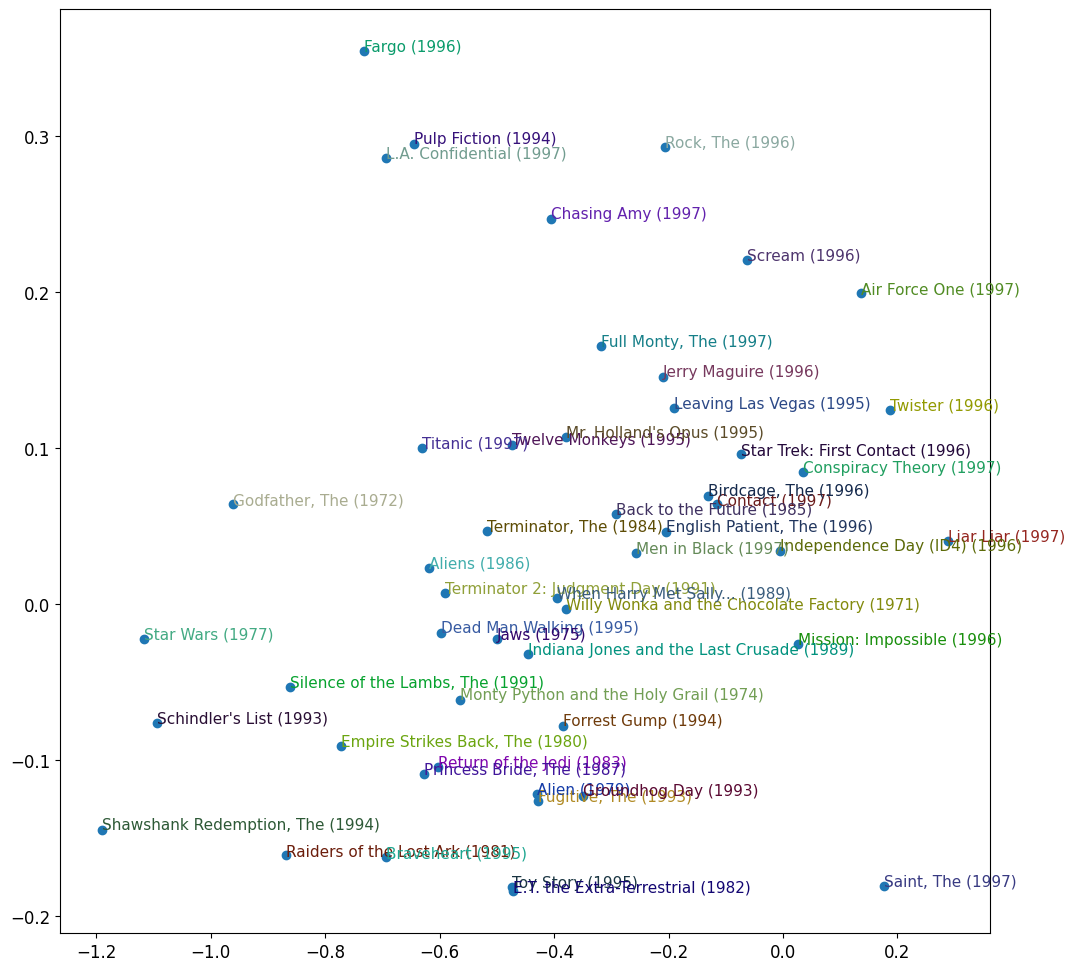 Fargo (1996)
Pulp Fiction (1994)
Rock, The (1996)
L.A. Confidential (1997)
Chasing Amy (1997)
Scream (1996)
Air Force One (1997)
Full Monty, The (1997)
Jerry Maguire (1996)
Leaving Las Vegas (1995)
Twister (1996)
Mr. Holland's Opus (1995)
Titanic (1997)
Twelve Monkeys (1995)
Star Trek: First Contact (1996)
Conspiracy Theory (1997)
Birdcage, The (1996)
Godfather, The (1972)
Contact (1997)
Back to the Future (1985)
Terminator, The (1984)
English Patient, The (1996)
Liar Liar (1997)
Men in Black (1997)
Independence Day (ID4) (1996)
Aliens (1986)
Terminator 2: Judgment Day (1991)
When Harry Met Sally... (1989)
Willy Wonka and the Chocolate Factory (1971)
Dead Man Walking (1995)
Star Wars (1977)
Jaws (1975)
Mission: Impossible (1996)
Indiana Jones and the Last Crusade (1989)
Silence of the Lambs, The (1991)
Monty Python and the Holy Grail (1974)
Schindler's List (1993)
Forrest Gump (1994)
Empire Strikes Back, The (1980)
Return of the Jedi (1983)
Princess Bride, The (1987)
Alien (1979)
Groundhog Day (1993)
Fugitive, The (1993)
Shawshank Redemption, The (1994)
Raiders of the Lost Ark (1981)
Braveheart (1995)
Toy Story (1995)
E.T. the Extra-Terrestrial (1982)
Saint, The (1997)
0.3
0.2
0.1
0.0
−0.1
−0.2
−1.2 −1.0 −0.8 −0.6 −0.4 −0.2 0.0 0.2